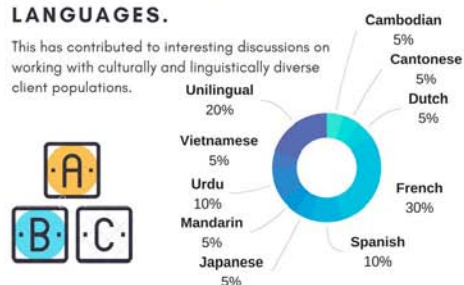 LANGUAGES.
This has contributed to interesting discussions on
working with culturally and linguistically diverse
client populations.
Cambodian
5%
Cantonese
5%
Dutch
5%
French
30%
Spanish
10%
Japanese
5%
Mandarin
5%
Urdu
10%
Vietnamese
5%
Unilingual
20%
A
B
C